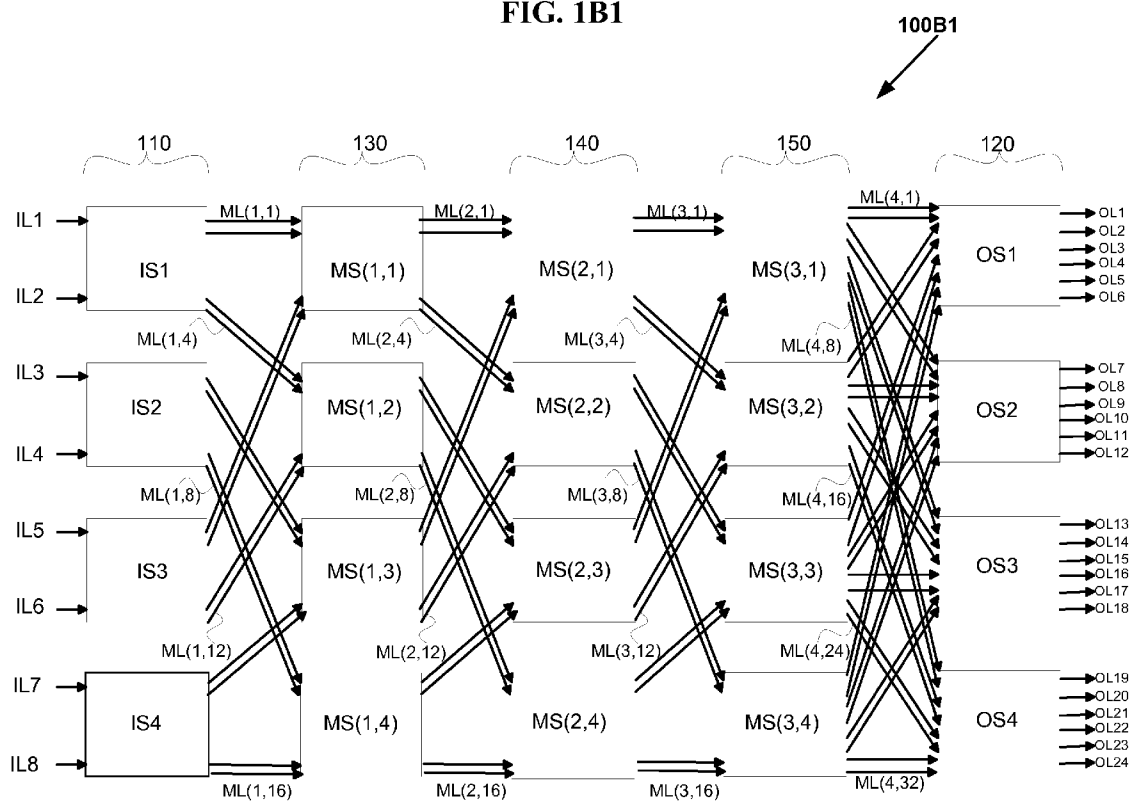 FIG. 1B1
100B1
110 130 140 150 120
ML(1,1) ML(2,1) ML(3,1) ML(4,1)
IL1
IS1 MS(1,1) MS(2,1) MS(3,1) OS1
IL2
OL1
OL2
OL3
OL4
OL5
OL6
ML(1,4) ML(2,4) ML(3,4) ML(4,8)
IL3
IS2 MS(1,2) MS(2,2) MS(3,2) OS2
IL4
OL7
OL8
OL9
OL10
OL11
OL12
ML(1,8) ML(2,8) ML(3,8) ML(4,16)
IL5
IS3 MS(1,3) MS(2,3) MS(3,3) OS3
IL6
OL13
OL14
OL15
OL16
OL17
OL18
ML(1,12) ML(2,12) ML(3,12) ML(4,24)
IL7
IS4 MS(1,4) MS(2,4) MS(3,4) OS4
IL8
OL19
OL20
OL21
OL22
OL23
OL24
ML(1,16) ML(2,16) ML(3,16) ML(4,32)